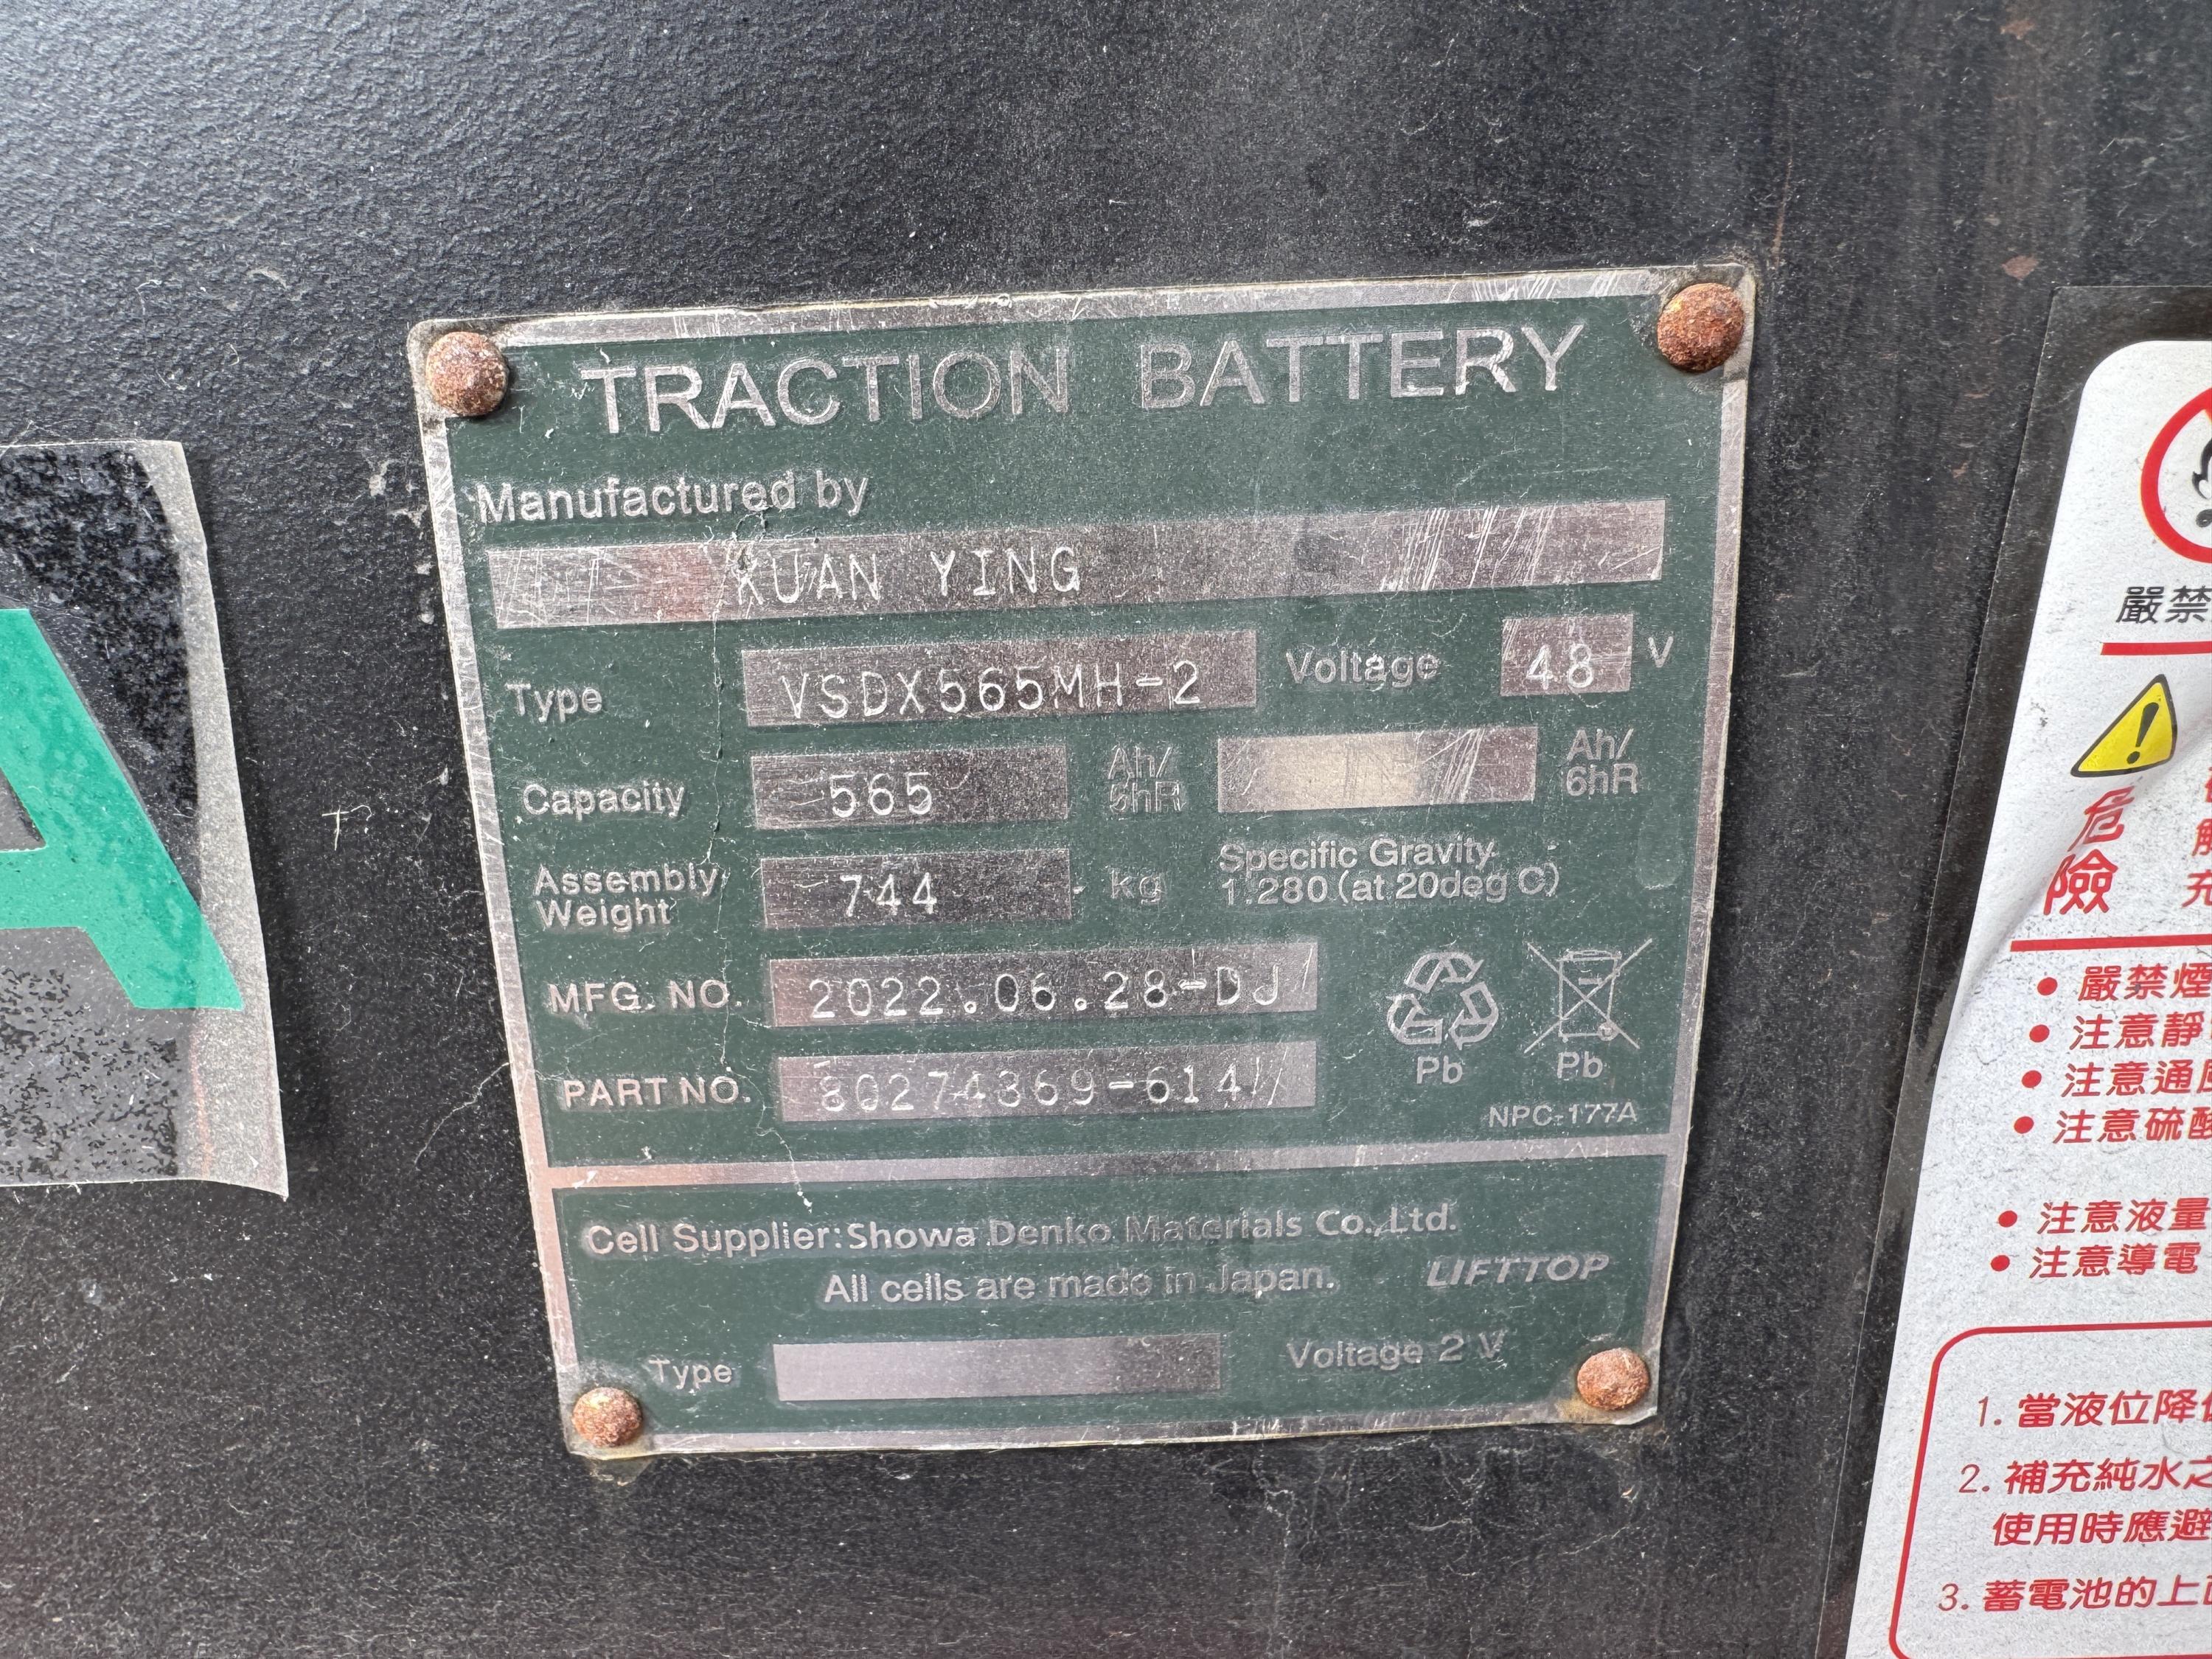 TRACTION BATTERY
Manufactured by
XUAN YING
Type VSDX565MH-2 Voltage 48 V
Capacity 565 Ah/5hR Ah/6hR
Assembly Weight 744 kg
Specific Gravity
1.280 (at 20deg C)
MFG. NO. 2022.06.28-DJ
PART NO. 80274369-614
Pb Pb
NPC-177A
Cell Supplier: Showa Denko Materials Co.,Ltd.
All cells are made in Japan. LIFTTOP
Type Voltage 2 V
A
嚴禁
危險
充
• 嚴禁煙
• 注意靜
• 注意通風
• 注意硫酸
• 注意液量
• 注意導電
1. 當液位降
2. 補充純水之
使用時應避
3. 蓄電池的上